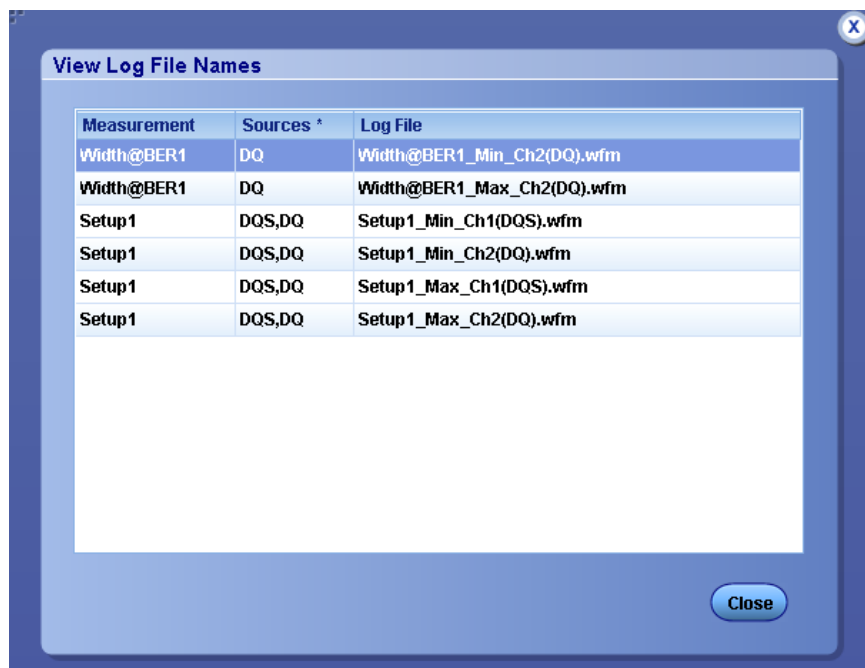 X
View Log File Names
Measurement Sources * Log File
Width@BER1 DQ Width@BER1_Min_Ch2(DQ).wfm
Width@BER1 DQ Width@BER1_Max_Ch2(DQ).wfm
Setup1 DQS,DQ Setup1_Min_Ch1(DQS).wfm
Setup1 DQS,DQ Setup1_Min_Ch2(DQ).wfm
Setup1 DQS,DQ Setup1_Max_Ch1(DQS).wfm
Setup1 DQS,DQ Setup1_Max_Ch2(DQ).wfm
Close